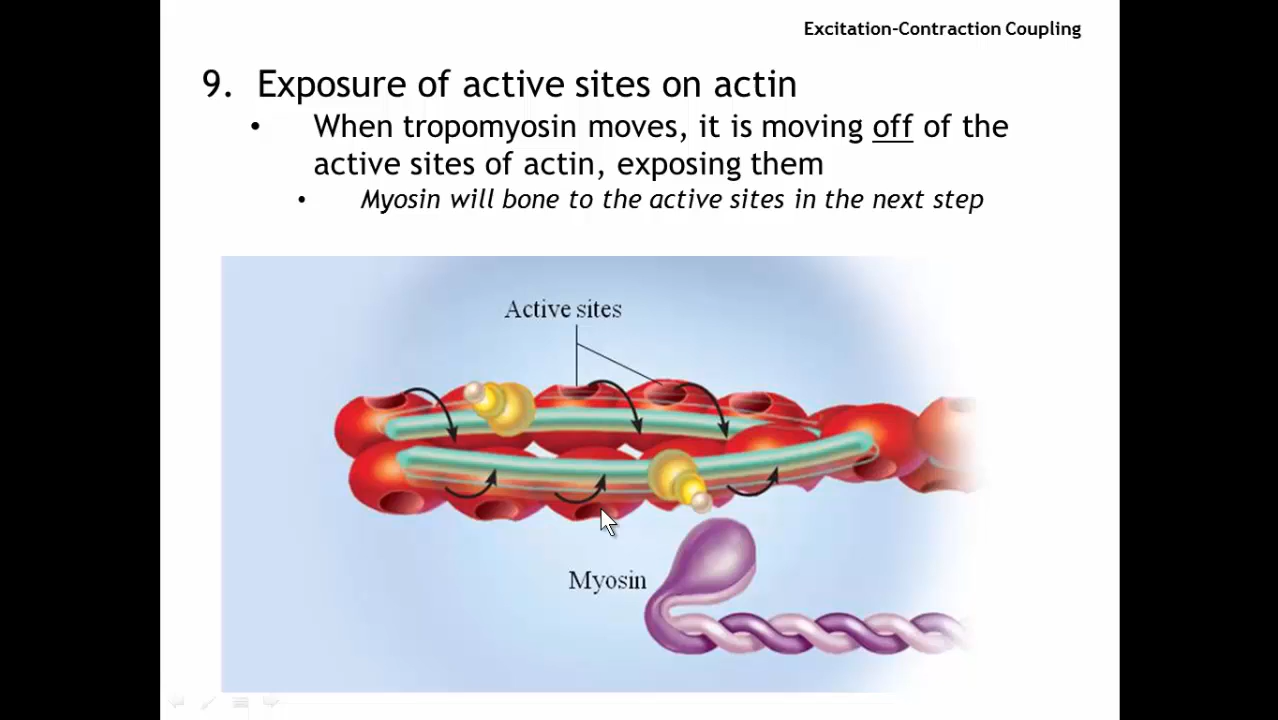 Excitation-Contraction Coupling
9. Exposure of active sites on actin
• When tropomyosin moves, it is moving off of the
active sites of actin, exposing them
• Myosin will bone to the active sites in the next step
Active sites
Myosin